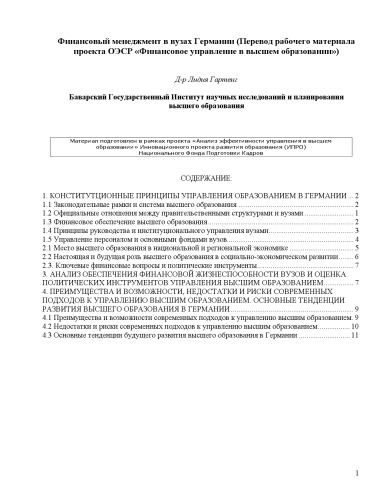 Финансовый менеджмент в вузах Германии (Перевод рабочего материала
проекта ОЭСР «Финансовое управление в высшем образовании»)
Д-р Лидия Гартвег
Баварский Государственный Институт научных исследований и планирования
высшего образования
Материал подготовлен в рамках проекта «Анализ эффективности управления в высшем
образовании» Инновационного проекта развития образования (ИПРО)
Национального Фонда Подготовки Кадров
СОДЕРЖАНИЕ:
1. КОНСТИТУТЦИОННЫЕ ПРИНЦИПЫ УПРАВЛЕНИЯ ОБРАЗОВАНИЕМ В ГЕРМАНИИ ... 2
1.1 Законодательные рамки и система высшего образования ... 2
1.2 Официальные отношения между правительственными структурами и вузами ... 1
1.3 Финансовое обеспечение высшего образования ... 2
1.4 Принципы руководства и институционального управления вузами ... 3
1.5 Управление персоналом и основными фондами вузов ... 4
2.1 Место высшего образования в национальной и региональной экономике ... 5
2.2 Настоящая и будущая роль высшего образования в социально-экономическом развитии ... 6
2.3. Ключевые финансовые вопросы и политические инструменты ... 7
3. АНАЛИЗ ОБЕСПЕЧЕНИЯ ФИНАНСОВОЙ ЖИЗНЕСПОСОБНОСТИ ВУЗОВ И ОЦЕНКА
ПОЛИТИЧЕСКИХ ИНСТРУМЕНТОВ УПРАВЛЕНИЯ ВЫСШИМ ОБРАЗОВАНИЕМ ... 7
4. ПРЕИМУЩЕСТВА И ВОЗМОЖНОСТИ, НЕДОСТАТКИ И РИСКИ СОВРЕМЕННЫХ
ПОДХОДОВ К УПРАВЛЕНИЮ ВЫСШИМ ОБРАЗОВАНИЕМ. ОСНОВНЫЕ ТЕНДЕНЦИИ
РАЗВИТИЯ ВЫСШЕГО ОБРАЗОВАНИЯ В ГЕРМАНИИ ... 9
4.1 Преимущества и возможности современных подходов к управлению высшим образованием. 9
4.2 Недостатки и риски современных подходов к управлению высшим образованием ... 10
4.3 Основные тенденции будущего развития высшего образования в Германии ... 11
1